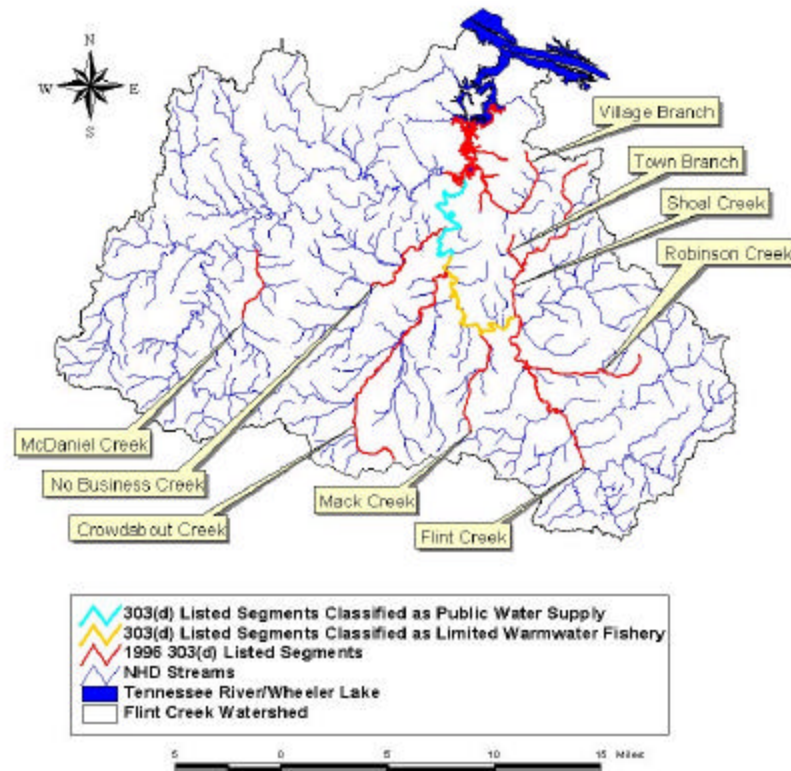 N
W E
S
Village Branch
Town Branch
Shoal Creek
Robinson Creek
McDaniel Creek
No Business Creek
Crowdabout Creek
Mack Creek
Flint Creek
303(d) Listed Segments Classified as Public Water Supply
303(d) Listed Segments Classified as Limited Warmwater Fishery
1996 303(d) Listed Segments
NHD Streams
Tennessee River/Wheeler Lake
Flint Creek Watershed
5 0 5 10 15 Miles